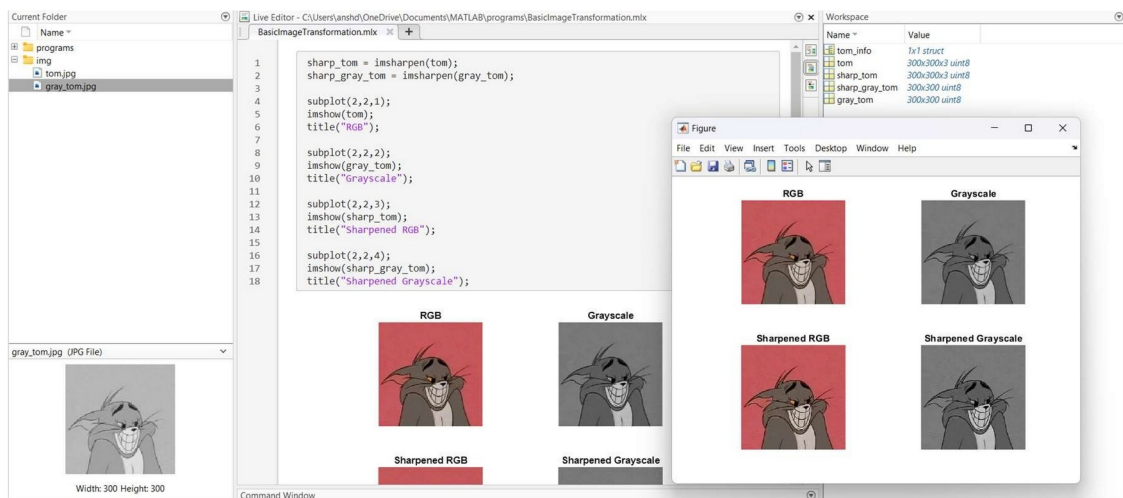 Current Folder
Name
programs
img
tom.jpg
gray_tom.jpg
gray_tom.jpg (JPG File)
Width: 300 Height: 300
Live Editor - C:\Users\anshd\OneDrive\Documents\MATLAB\programs\BasicImageTransformation.mlx
BasicImageTransformation.mlx
1 sharp_tom = imsharpen(tom);
2 sharp_gray_tom = imsharpen(gray_tom);
3
4 subplot(2,2,1);
5 imshow(tom);
6 title("RGB");
7
8 subplot(2,2,2);
9 imshow(gray_tom);
10 title("Grayscale");
11
12 subplot(2,2,3);
13 imshow(sharp_tom);
14 title("Sharpened RGB");
15
16 subplot(2,2,4);
17 imshow(sharp_gray_tom);
18 title("Sharpened Grayscale");
RGB Grayscale
Sharpened RGB Sharpened Grayscale
Command Window
Workspace
Name Value
tom_info 1x1 struct
tom 300x300x3 uint8
sharp_tom 300x300x3 uint8
sharp_gray_tom 300x300 uint8
gray_tom 300x300 uint8
Figure
File Edit View Insert Tools Desktop Window Help
RGB Grayscale
Sharpened RGB Sharpened Grayscale